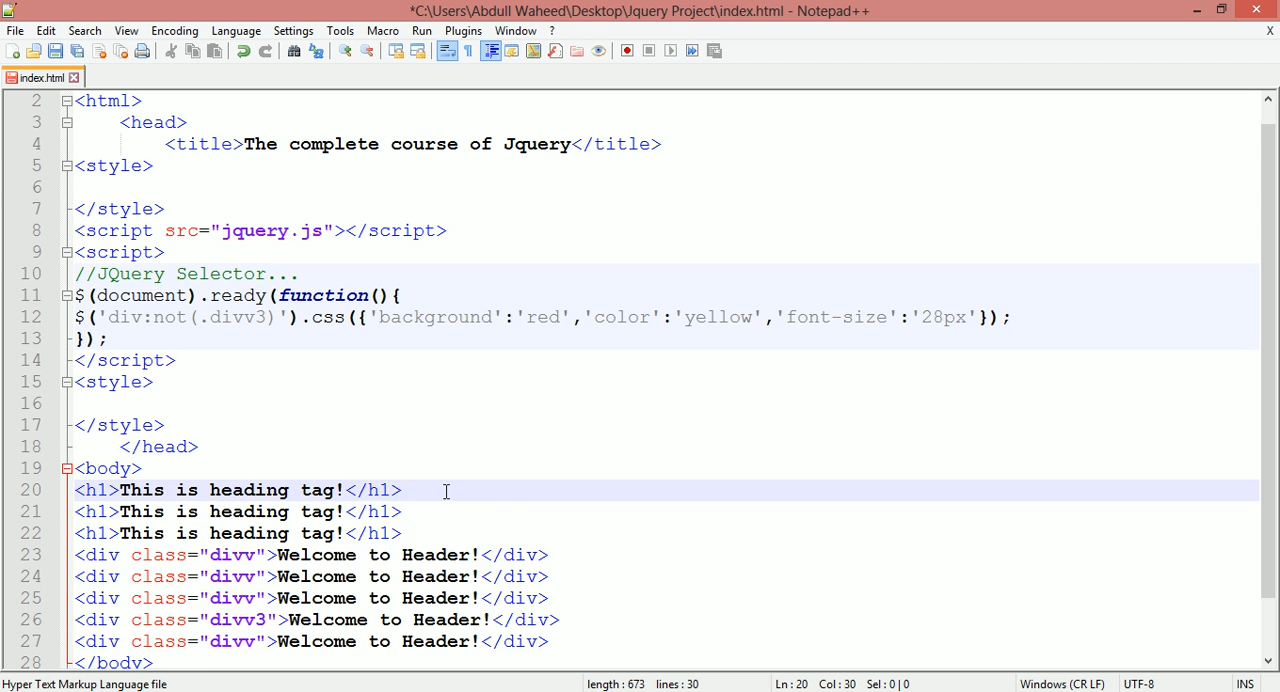 *C:\Users\Abdull Waheed\Desktop\Jquery Project\index.html - Notepad++
File Edit Search View Encoding Language Settings Tools Macro Run Plugins Window ? X
index.html
2 <html>
3 <head>
4 <title>The complete course of Jquery</title>
5 <style>
6
7 </style>
8 <script src="jquery.js"></script>
9 <script>
10 //JQuery Selector...
11 $(document).ready(function(){
12 $('div:not(.divv3)').css({'background':'red','color':'yellow','font-size':'28px'});
13 });
14 </script>
15 <style>
16
17 </style>
18 </head>
19 <body>
20 <h1>This is heading tag!</h1>
21 <h1>This is heading tag!</h1>
22 <h1>This is heading tag!</h1>
23 <div class="divv">Welcome to Header!</div>
24 <div class="divv">Welcome to Header!</div>
25 <div class="divv">Welcome to Header!</div>
26 <div class="divv3">Welcome to Header!</div>
27 <div class="divv">Welcome to Header!</div>
28 </body>
Hyper Text Markup Language file length : 673 lines : 30 Ln : 20 Col : 30 Sel : 0 | 0 Windows (CR LF) UTF-8 INS